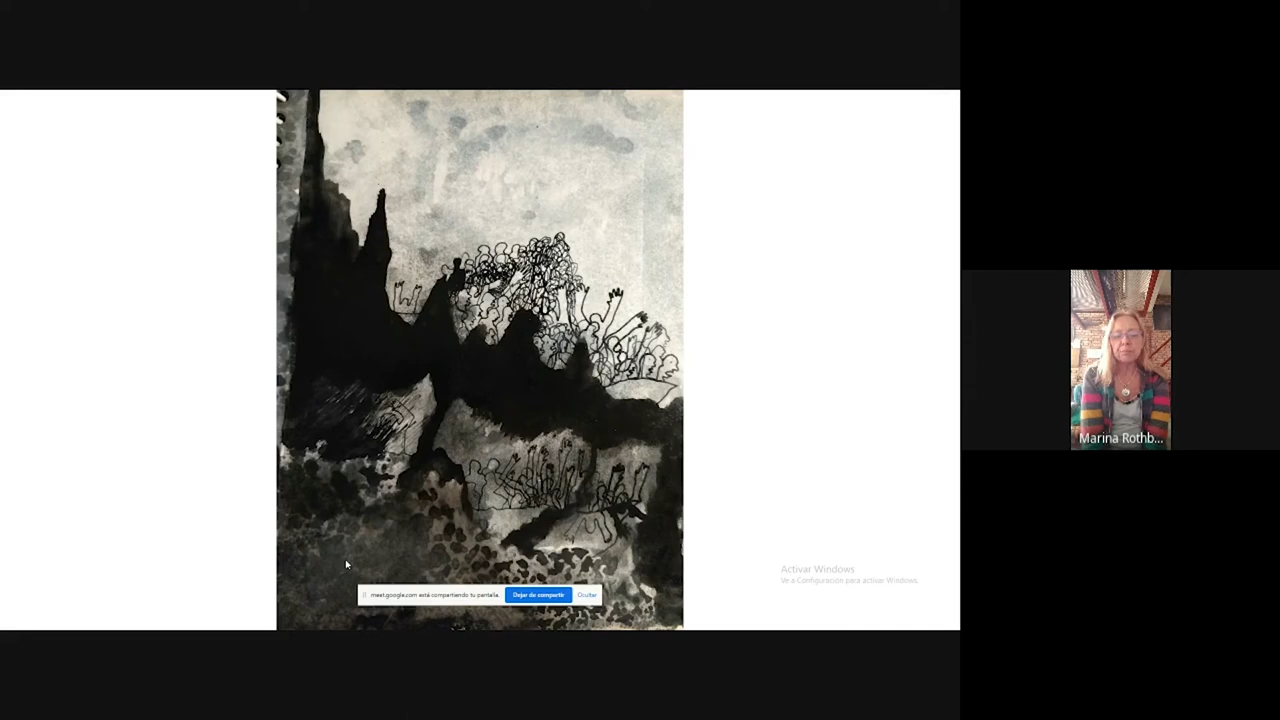 Activar Windows
Ve a Configuración para activar Windows.
meet.google.com está compartiendo tu pantalla.
Dejar de compartir
Ocultar
Marina Rothb...